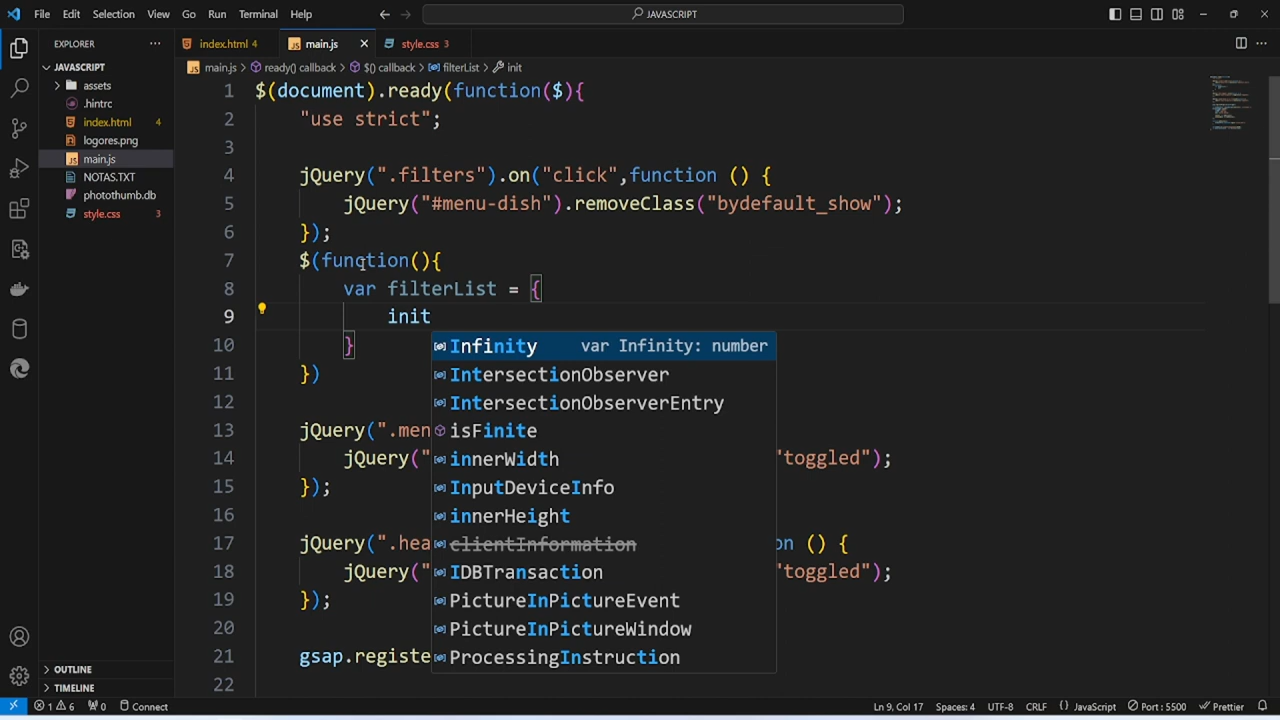 File Edit Selection View Go Run Terminal Help
JAVASCRIPT
EXPLORER
JAVASCRIPT
assets
.hintrc
index.html 4
logores.png
main.js
NOTAS.TXT
photothumb.db
style.css 3
OUTLINE
TIMELINE
index.html 4 main.js style.css 3
main.js > ready() callback > $() callback > filterList > init
1 $(document).ready(function($){
2 "use strict";
3
4 jQuery(".filters").on("click",function () {
5 jQuery("#menu-dish").removeClass("bydefault_show");
6 });
7 $(function(){
8 var filterList = {
9 init
10 }
11 })
12
13 jQuery(".men
14 jQuery(" "toggled");
15 });
16
17 jQuery(".hea on () {
18 jQuery(" "toggled");
19 });
20
21 gsap.registe
22
Infinity var Infinity: number
IntersectionObserver
IntersectionObserverEntry
isFinite
innerWidth
InputDeviceInfo
innerHeight
clientInformation
IDBTransaction
PictureInPictureEvent
PictureInPictureWindow
ProcessingInstruction
1 6 0 Connect Ln 9, Col 17 Spaces: 4 UTF-8 CRLF {} JavaScript Port : 5500 Prettier